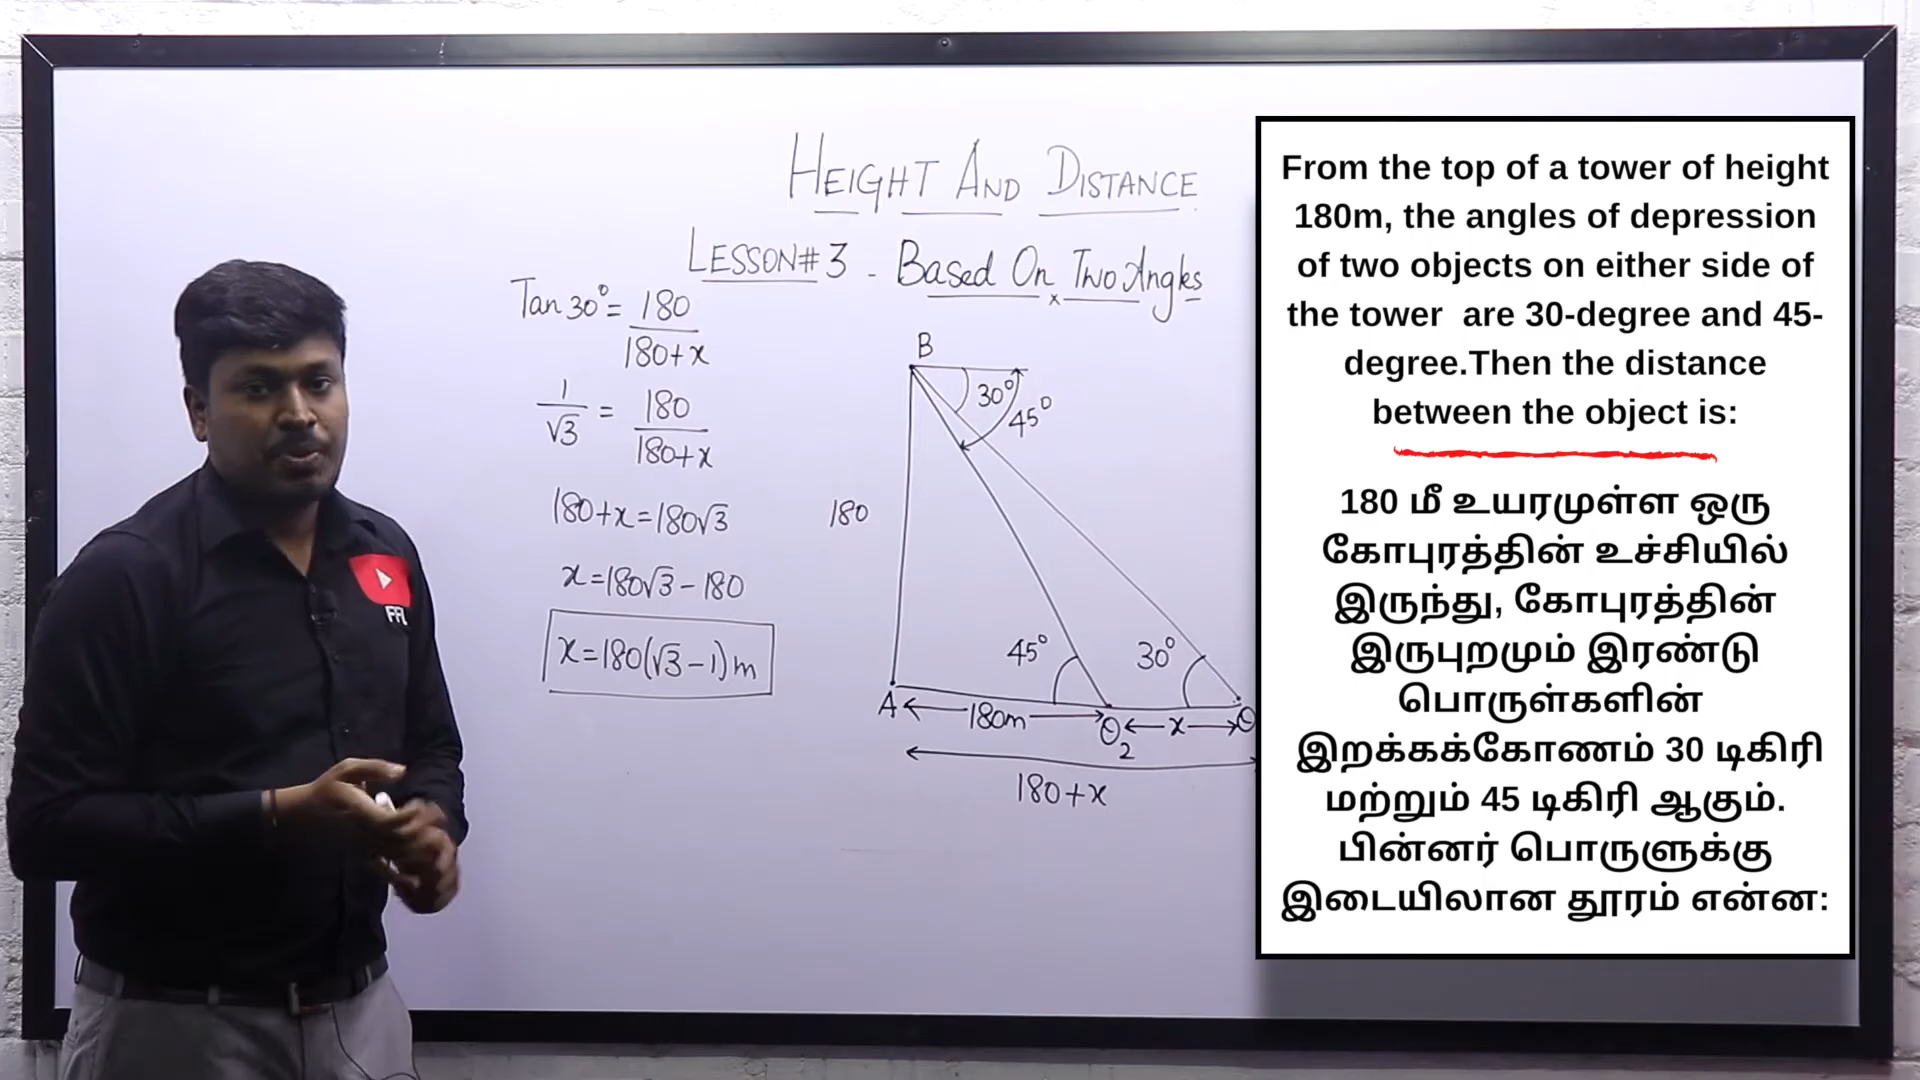 HEIGHT AND DISTANCE
LESSON#3 - Based On Two Angles
Tan 30° = 180
180+x
1/√3 = 180
180+x
180+x=180√3
x=180√3 - 180
x=180(√3-1)m
B
30°
45°
180
45°
30°
A
180m
O2
x
O
180+x
FFL
From the top of a tower of height
180m, the angles of depression
of two objects on either side of
the tower are 30-degree and 45-
degree.Then the distance
between the object is:
180 மீ உயரமுள்ள ஒரு
கோபுரத்தின் உச்சியில்
இருந்து, கோபுரத்தின்
இருபுறமும் இரண்டு
பொருள்களின்
இறக்கக்கோணம் 30 டிகிரி
மற்றும் 45 டிகிரி ஆகும்.
பின்னர் பொருளுக்கு
இடையிலான தூரம் என்ன: